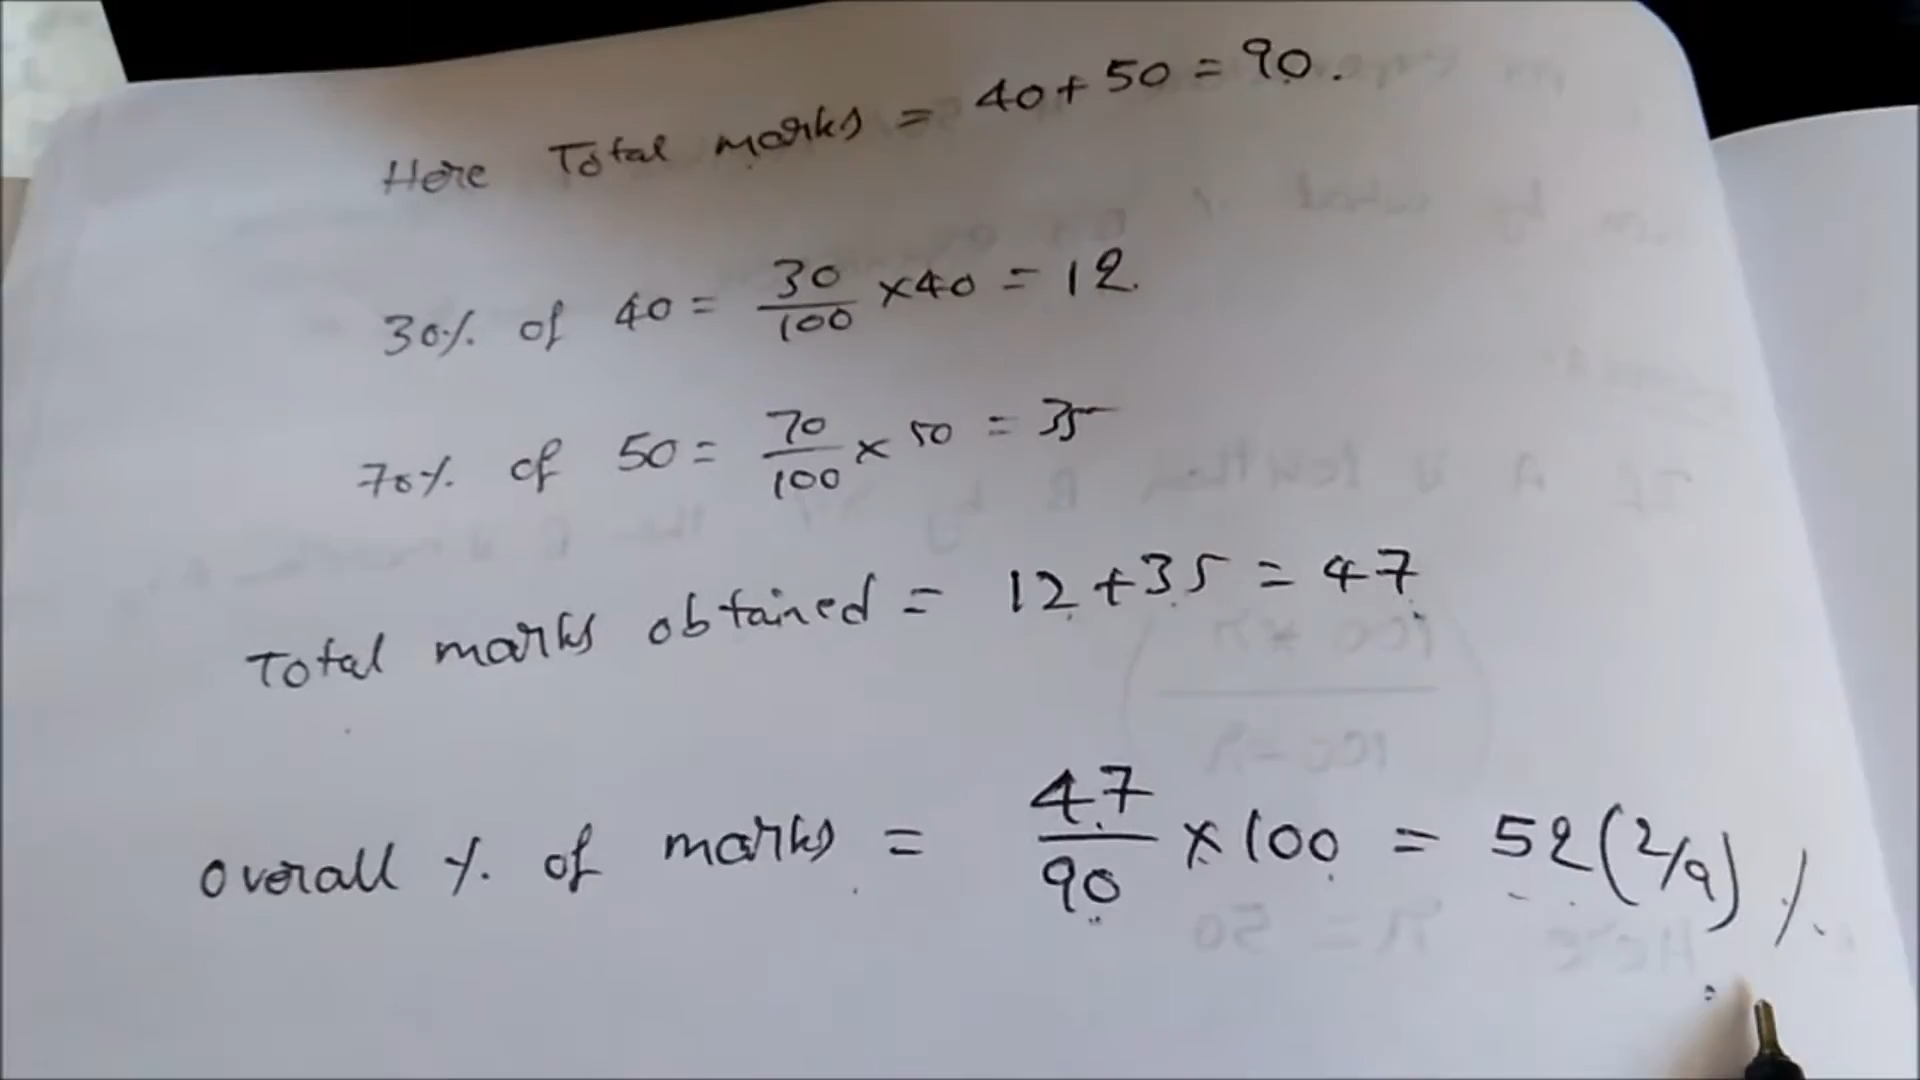 Here Total marks = 40 + 50 = 90.
30% of 40 = 30/100 × 40 = 12.
70% of 50 = 70/100 × 50 = 35
Total marks obtained = 12 + 35 = 47
overall % of marks = 47/90 × 100 = 52(2/9) %